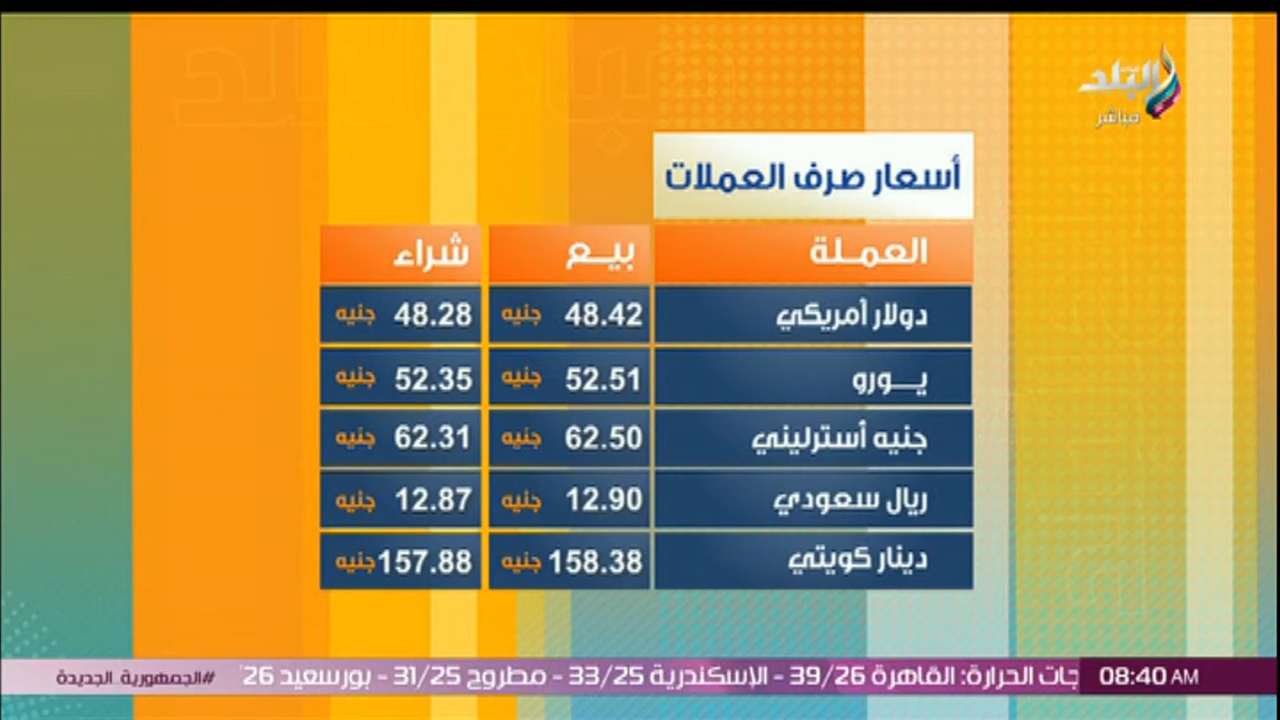 صدى
البلد
مباشر
أسعار صرف العملات
العملة بيع شراء
دولار أمريكي 48.42 جنيه 48.28 جنيه
يورو 52.51 جنيه 52.35 جنيه
جنيه أسترليني 62.50 جنيه 62.31 جنيه
ريال سعودي 12.90 جنيه 12.87 جنيه
دينار كويتي 158.38 جنيه 157.88 جنيه
08:40 AM جات الحرارة: القاهرة 39/26 - الإسكندرية 33/25 - مطروح 31/25 - بورسعيد 26 #الجمهورية_الجديدة